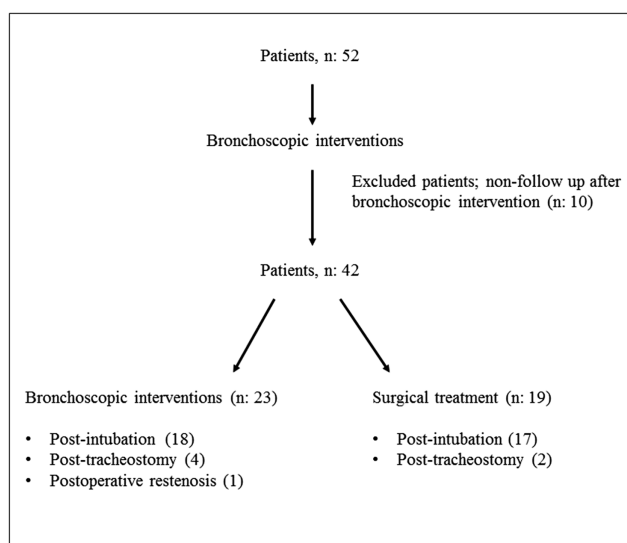 Patients, n: 52
Bronchoscopic interventions
Excluded patients; non-follow up after
bronchoscopic intervention (n: 10)
Patients, n: 42
Bronchoscopic interventions (n: 23)
• Post-intubation (18)
• Post-tracheostomy (4)
• Postoperative restenosis (1)
Surgical treatment (n: 19)
• Post-intubation (17)
• Post-tracheostomy (2)